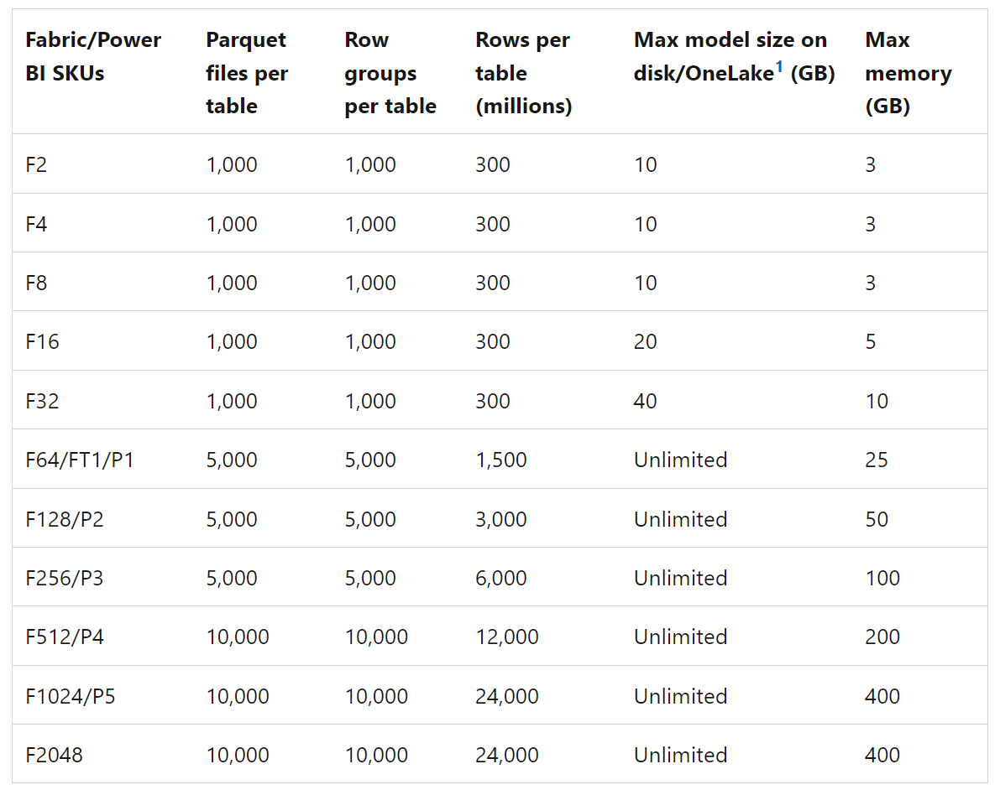 Fabric/Power BI SKUs Parquet files per table Row groups per table Rows per table (millions) Max model size on disk/OneLake1 (GB) Max memory (GB)
F2 1,000 1,000 300 10 3
F4 1,000 1,000 300 10 3
F8 1,000 1,000 300 10 3
F16 1,000 1,000 300 20 5
F32 1,000 1,000 300 40 10
F64/FT1/P1 5,000 5,000 1,500 Unlimited 25
F128/P2 5,000 5,000 3,000 Unlimited 50
F256/P3 5,000 5,000 6,000 Unlimited 100
F512/P4 10,000 10,000 12,000 Unlimited 200
F1024/P5 10,000 10,000 24,000 Unlimited 400
F2048 10,000 10,000 24,000 Unlimited 400